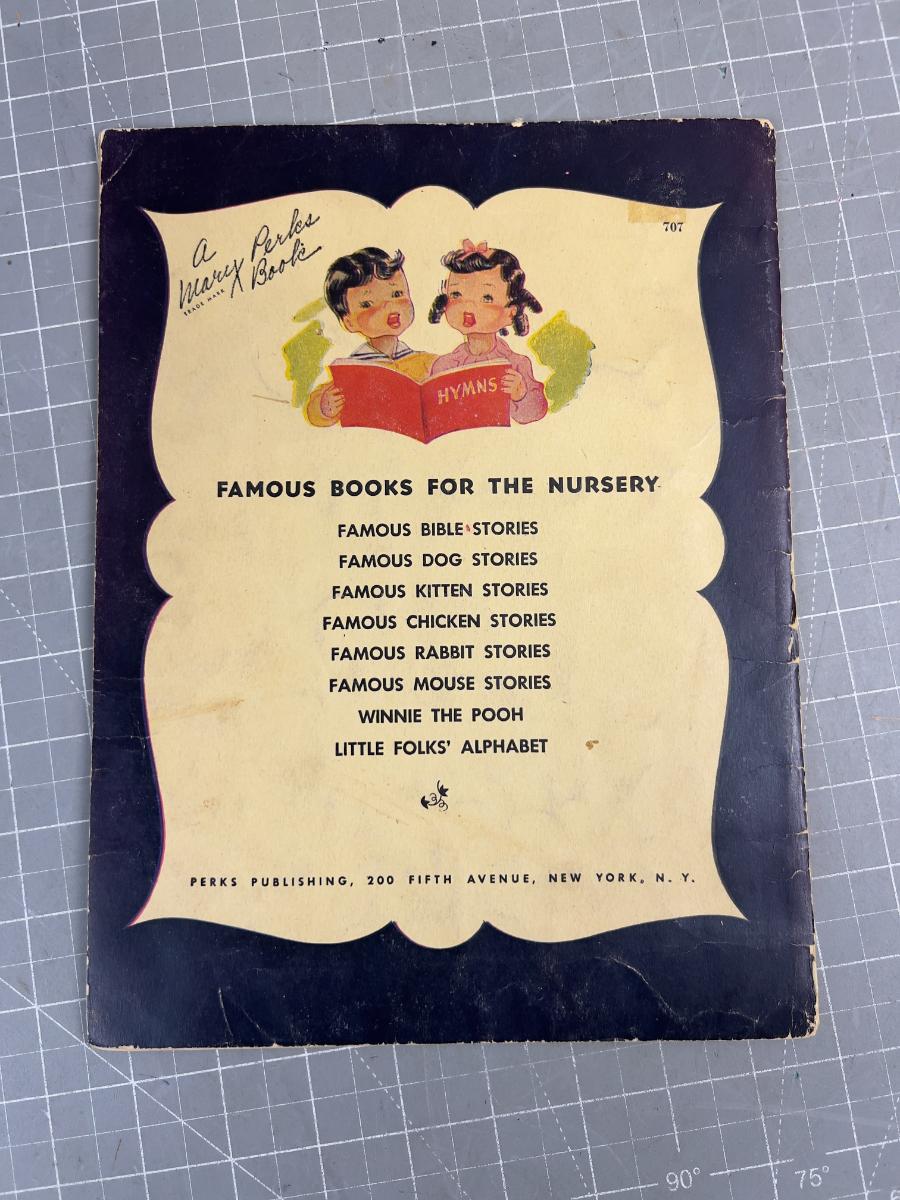 A
Mary Perks
Book
TRADE MARK
707
HYMNS
FAMOUS BOOKS FOR THE NURSERY
FAMOUS BIBLE STORIES
FAMOUS DOG STORIES
FAMOUS KITTEN STORIES
FAMOUS CHICKEN STORIES
FAMOUS RABBIT STORIES
FAMOUS MOUSE STORIES
WINNIE THE POOH
LITTLE FOLKS' ALPHABET
PERKS PUBLISHING, 200 FIFTH AVENUE, NEW YORK, N. Y.
90° 75°